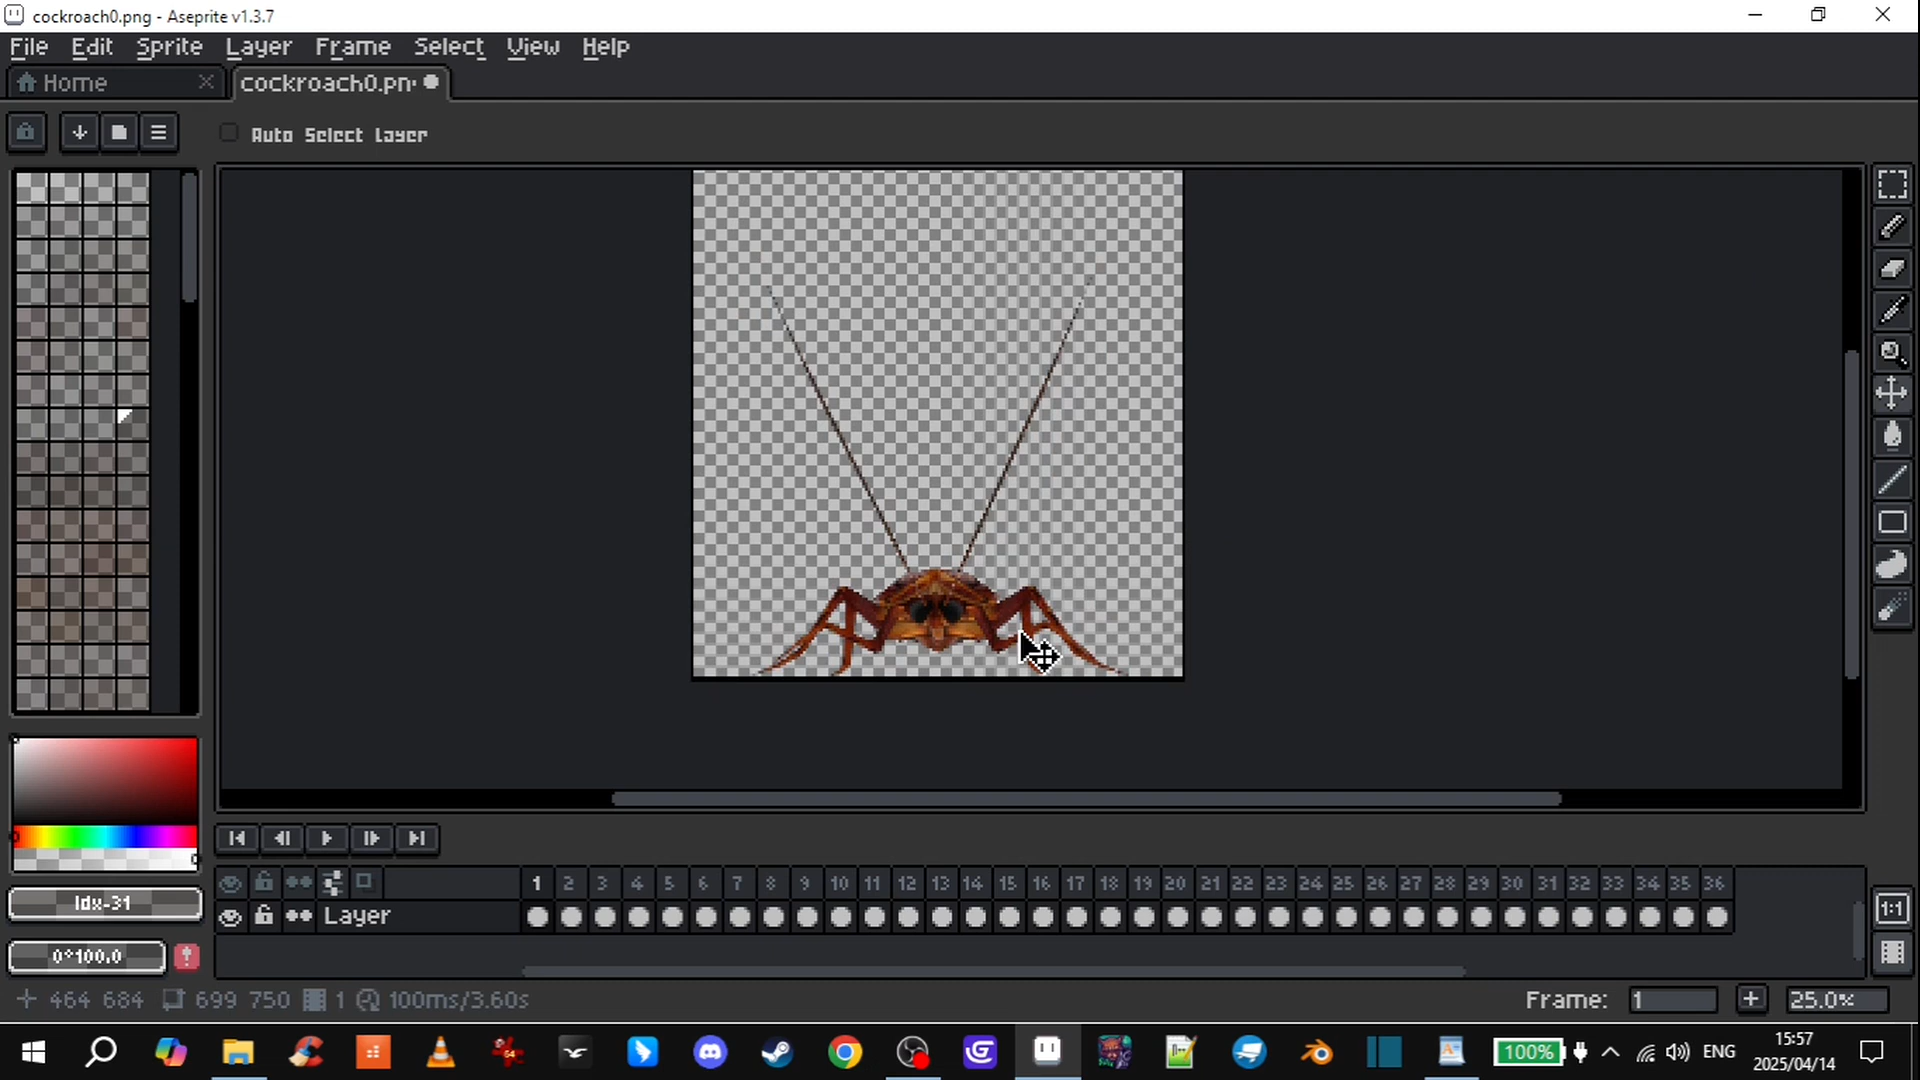 cockroach0.png - Aseprite v1.3.7
File Edit Sprite Layer Frame Select View Help
Home
cockroach0.pn
Auto Select Layer
1 2 3 4 5 6 7 8 9 10 11 12 13 14 15 16 17 18 19 20 21 22 23 24 25 26 27 28 29 30 31 32 33 34 35 36
Idx-31
Layer
1:1
0°100.0
464 684 699 750 1 100ms/3.60s
Frame: 1 + 25.0%
64
100%
ENG
15:57
2025/04/14